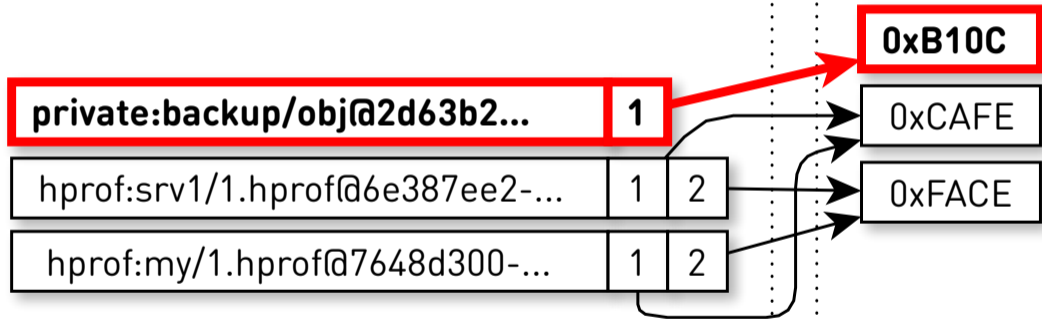 0xB10C
private:backup/obj@2d63b2... 1
0xCAFE
hprof:srv1/1.hprof@6e387ee2-... 1 2
0xFACE
hprof:my/1.hprof@7648d300-... 1 2